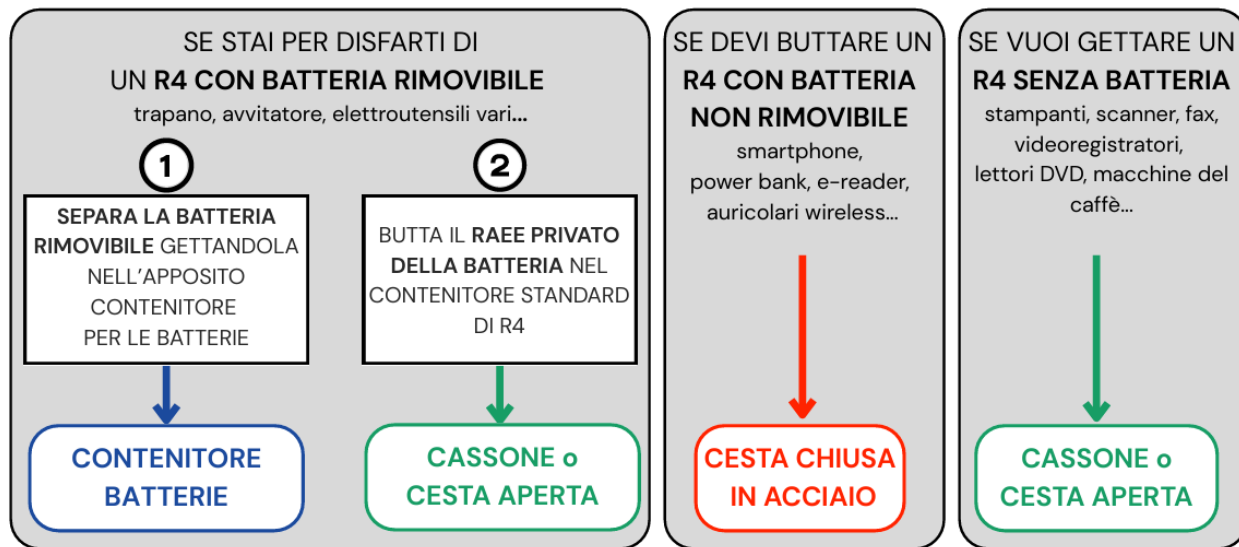 SE STAI PER DISFARTI DI
UN R4 CON BATTERIA RIMOVIBILE
trapano, avvitatore, elettroutensili vari...
1
SEPARA LA BATTERIA
RIMOVIBILE GETTANDOLA
NELL'APPOSITO
CONTENITORE
PER LE BATTERIE
CONTENITORE
BATTERIE
2
BUTTA IL RAEE PRIVATO
DELLA BATTERIA NEL
CONTENITORE STANDARD
DI R4
CASSONE o
CESTA APERTA
SE DEVI BUTTARE UN
R4 CON BATTERIA
NON RIMOVIBILE
smartphone,
power bank, e-reader,
auricolari wireless...
CESTA CHIUSA
IN ACCIAIO
SE VUOI GETTARE UN
R4 SENZA BATTERIA
stampanti, scanner, fax,
videoregistratori,
lettori DVD, macchine del
caffè...
CASSONE o
CESTA APERTA